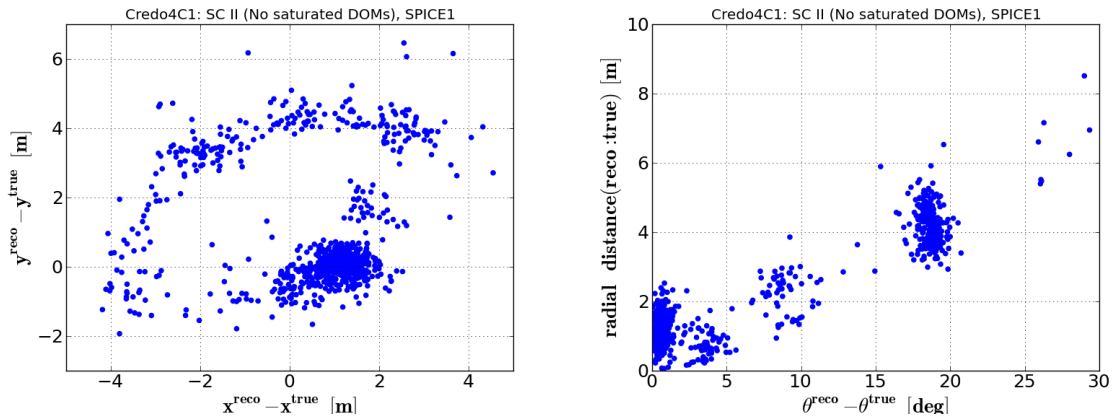 Credo4C1: SC II (No saturated DOMs), SPICE1
6
4
2
0
−2
y^reco − y^true [m]
−4 −2 0 2 4
x^reco − x^true [m]
Credo4C1: SC II (No saturated DOMs), SPICE1
10
8
6
4
2
0
radial distance(reco : true) [m]
0 5 10 15 20 25 30
θ^reco − θ^true [deg]